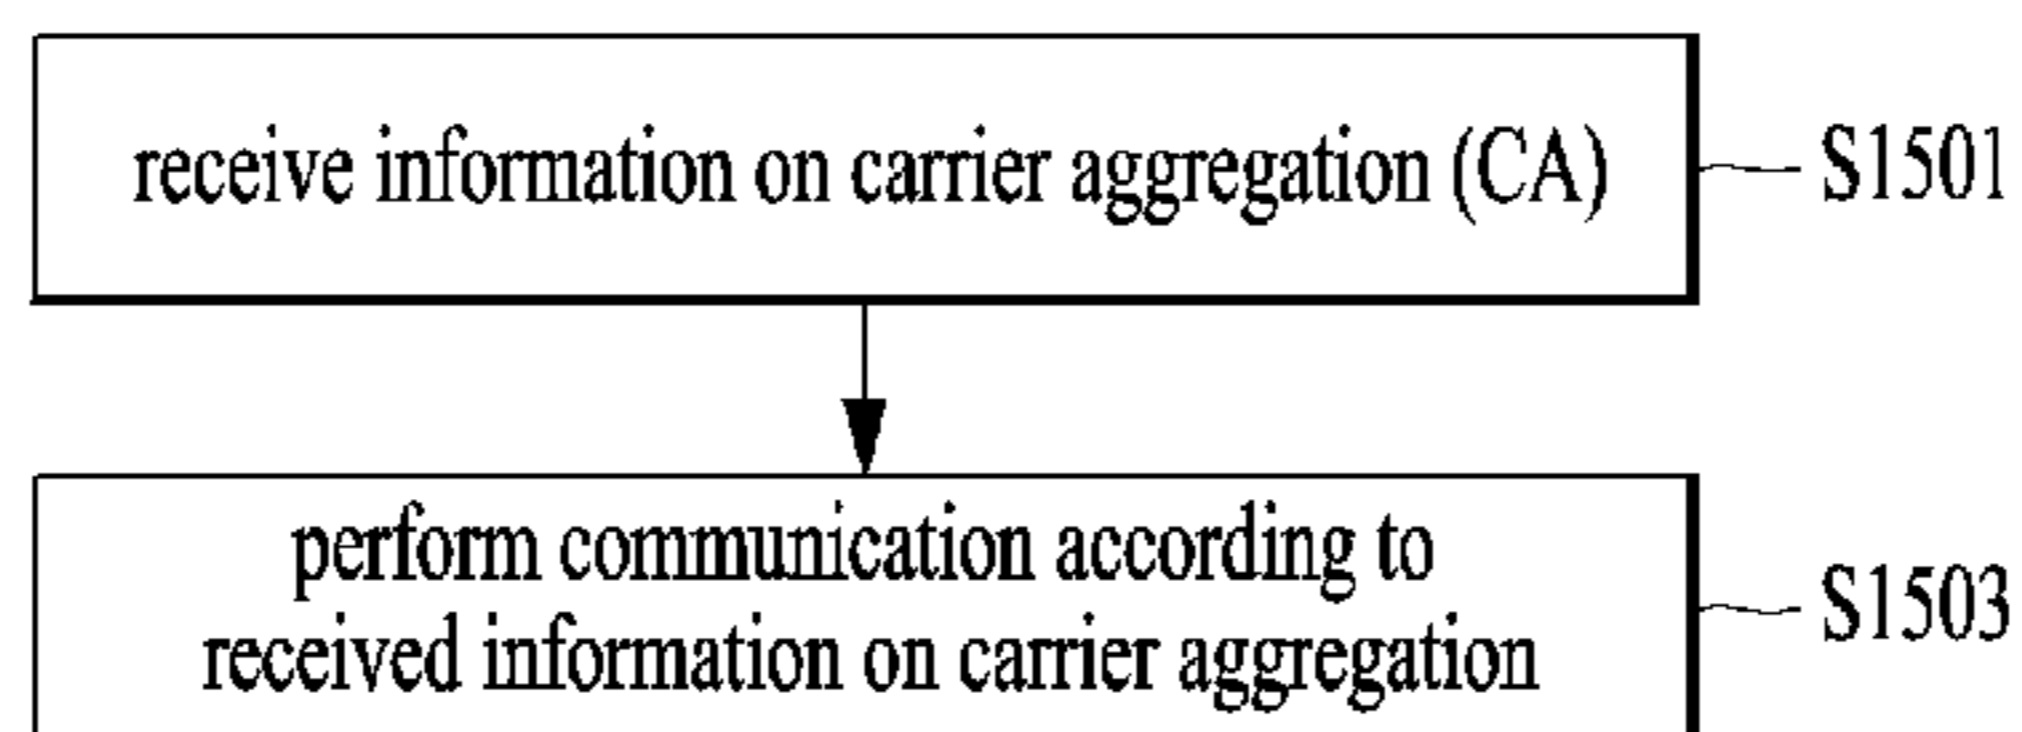 receive information on carrier aggregation (CA)
S1501
perform communication according to
received information on carrier aggregation
S1503